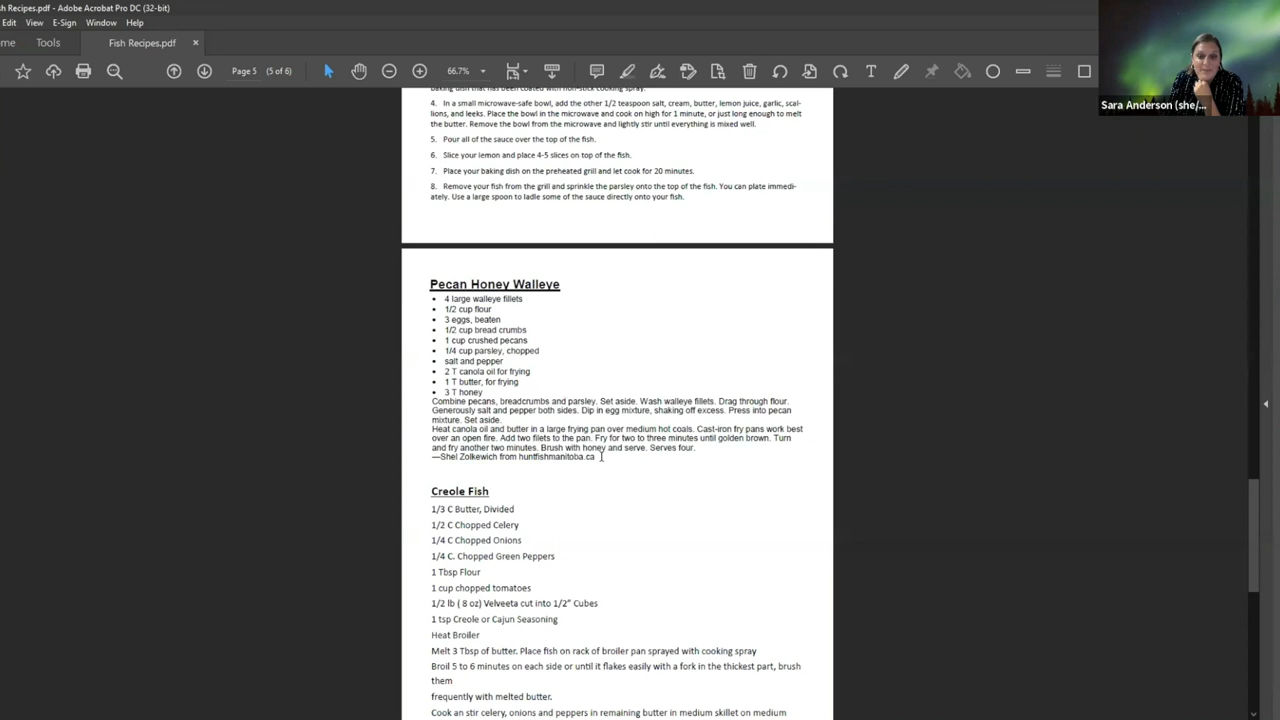 sh Recipes.pdf - Adobe Acrobat Pro DC (32-bit)
Edit View E-Sign Window Help
me Tools Fish Recipes.pdf ×
Page 5 (5 of 6) 66.7%
Sara Anderson (she/...
baking dish that has been coated with non-stick cooking spray.
4. In a small microwave-safe bowl, add the other 1/2 teaspoon salt, cream, butter, lemon juice, garlic, scal-
lions, and leeks. Place the bowl in the microwave and cook on high for 1 minute, or just long enough to melt
the butter. Remove the bowl from the microwave and lightly stir until everything is mixed well.
5. Pour all of the sauce over the top of the fish.
6. Slice your lemon and place 4-5 slices on top of the fish.
7. Place your baking dish on the preheated grill and let cook for 20 minutes.
8. Remove your fish from the grill and sprinkle the parsley onto the top of the fish. You can plate immedi-
ately. Use a large spoon to ladle some of the sauce directly onto your fish.
Pecan Honey Walleye
• 4 large walleye fillets
• 1/2 cup flour
• 3 eggs, beaten
• 1/2 cup bread crumbs
• 1 cup crushed pecans
• 1/4 cup parsley, chopped
• salt and pepper
• 2 T canola oil for frying
• 1 T butter, for frying
• 3 T honey
Combine pecans, breadcrumbs and parsley. Set aside. Wash walleye fillets. Drag through flour.
Generously salt and pepper both sides. Dip in egg mixture, shaking off excess. Press into pecan
mixture. Set aside.
Heat canola oil and butter in a large frying pan over medium hot coals. Cast-iron fry pans work best
over an open fire. Add two filets to the pan. Fry for two to three minutes until golden brown. Turn
and fry another two minutes. Brush with honey and serve. Serves four.
—Shel Zolkewich from huntfishmanitoba.ca
Creole Fish
1/3 C Butter, Divided
1/2 C Chopped Celery
1/4 C Chopped Onions
1/4 C. Chopped Green Peppers
1 Tbsp Flour
1 cup chopped tomatoes
1/2 lb ( 8 oz) Velveeta cut into 1/2" Cubes
1 tsp Creole or Cajun Seasoning
Heat Broiler
Melt 3 Tbsp of butter. Place fish on rack of broiler pan sprayed with cooking spray
Broil 5 to 6 minutes on each side or until it flakes easily with a fork in the thickest part, brush
them
frequently with melted butter.
Cook an stir celery, onions and peppers in remaining butter in medium skillet on medium